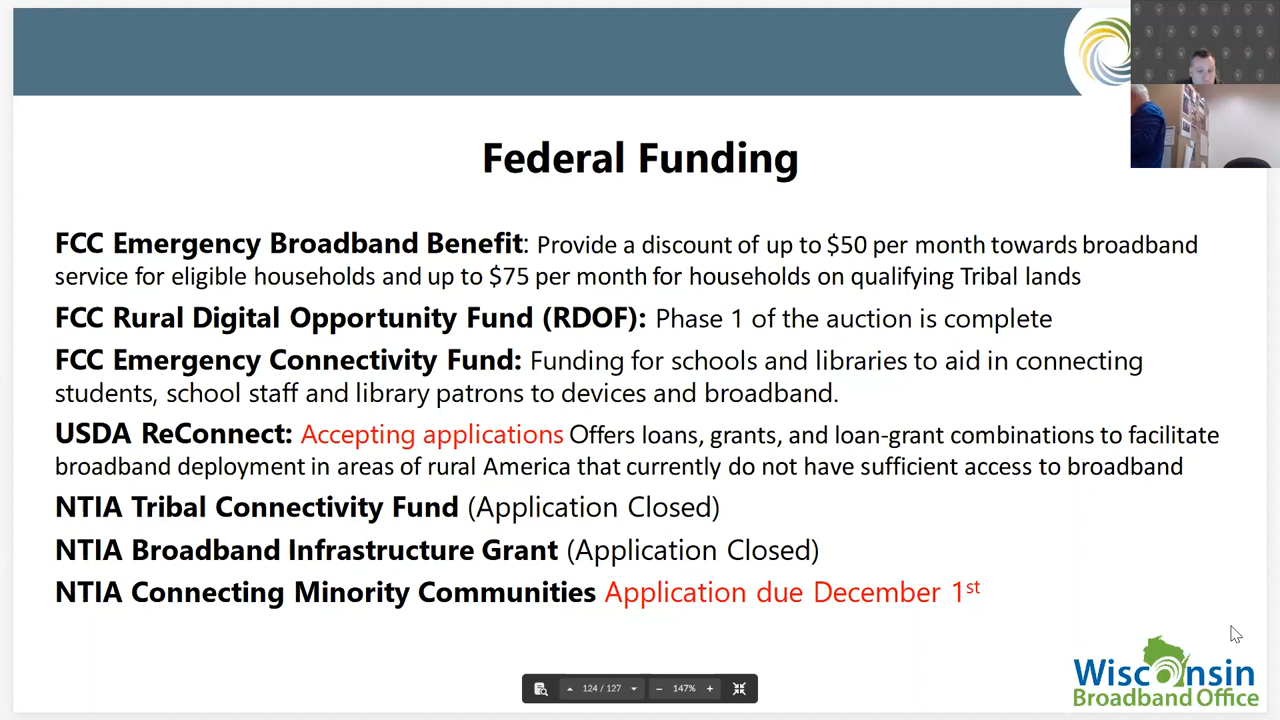 Federal Funding
FCC Emergency Broadband Benefit: Provide a discount of up to $50 per month towards broadband
service for eligible households and up to $75 per month for households on qualifying Tribal lands
FCC Rural Digital Opportunity Fund (RDOF): Phase 1 of the auction is complete
FCC Emergency Connectivity Fund: Funding for schools and libraries to aid in connecting
students, school staff and library patrons to devices and broadband.
USDA ReConnect: Accepting applications Offers loans, grants, and loan-grant combinations to facilitate
broadband deployment in areas of rural America that currently do not have sufficient access to broadband
NTIA Tribal Connectivity Fund (Application Closed)
NTIA Broadband Infrastructure Grant (Application Closed)
NTIA Connecting Minority Communities Application due December 1st
Wisconsin
Broadband Office
124 / 127 147%